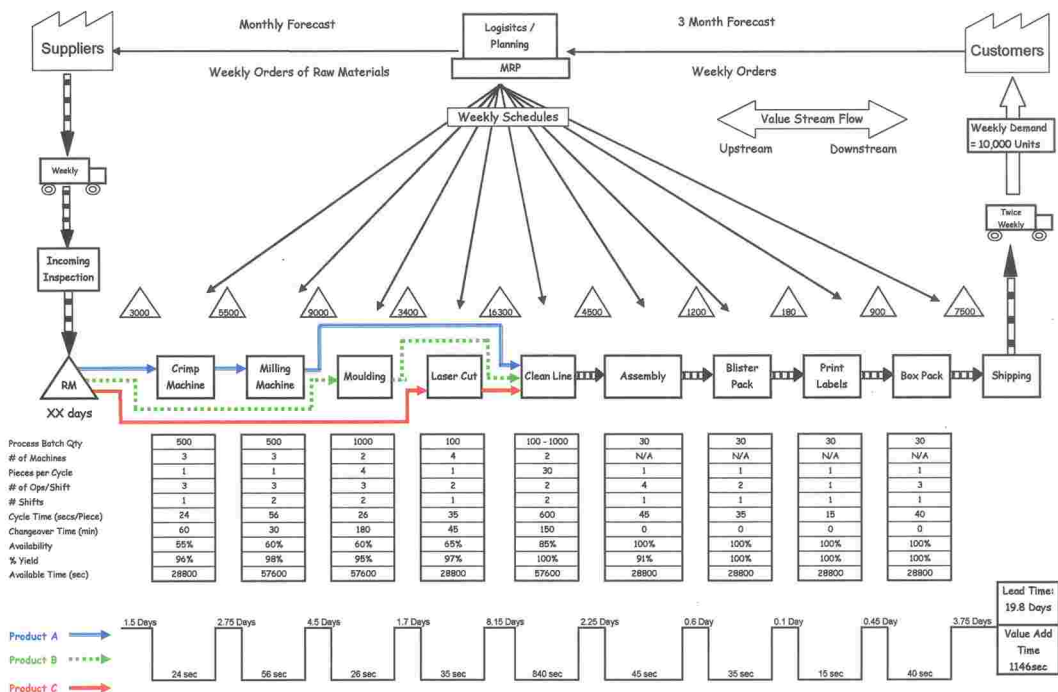 Suppliers
Monthly Forecast
Weekly Orders of Raw Materials
Logisitcs /
Planning
MRP
3 Month Forecast
Weekly Orders
Customers
Weekly Schedules
Value Stream Flow
Upstream
Downstream
Weekly Demand
= 10,000 Units
Weekly
Twice
Weekly
Incoming
Inspection
3000
5500
9000
3400
16300
4500
1200
180
900
7500
RM
XX days
Crimp
Machine
Milling
Machine
Moulding
Laser Cut
Clean Line
Assembly
Blister
Pack
Print
Labels
Box Pack
Shipping
Process Batch Qty 500 500 1000 100 100 - 1000 30 30 30 30
# of Machines 3 3 2 4 2 N/A N/A N/A N/A
Pieces per Cycle 1 1 4 1 30 1 1 1 1
# of Ops/Shift 3 3 3 2 2 4 2 1 3
# Shifts 1 2 2 1 2 1 1 1 1
Cycle Time (secs/Piece) 24 56 26 35 600 45 35 15 40
Changeover Time (min) 60 30 180 45 150 0 0 0 0
Availability 55% 60% 60% 65% 85% 100% 100% 100% 100%
% Yield 96% 98% 95% 97% 100% 91% 100% 100% 100%
Available Time (sec) 28800 57600 57600 28800 57600 28800 28800 28800 28800
Lead Time:
19.8 Days
1.5 Days 2.75 Days 4.5 Days 1.7 Days 8.15 Days 2.25 Days 0.6 Day 0.1 Day 0.45 Day 3.75 Days
Value Add
Time
1146sec
24 sec 56 sec 26 sec 35 sec 840 sec 45 sec 35 sec 15 sec 40 sec
Product A
Product B
Product C